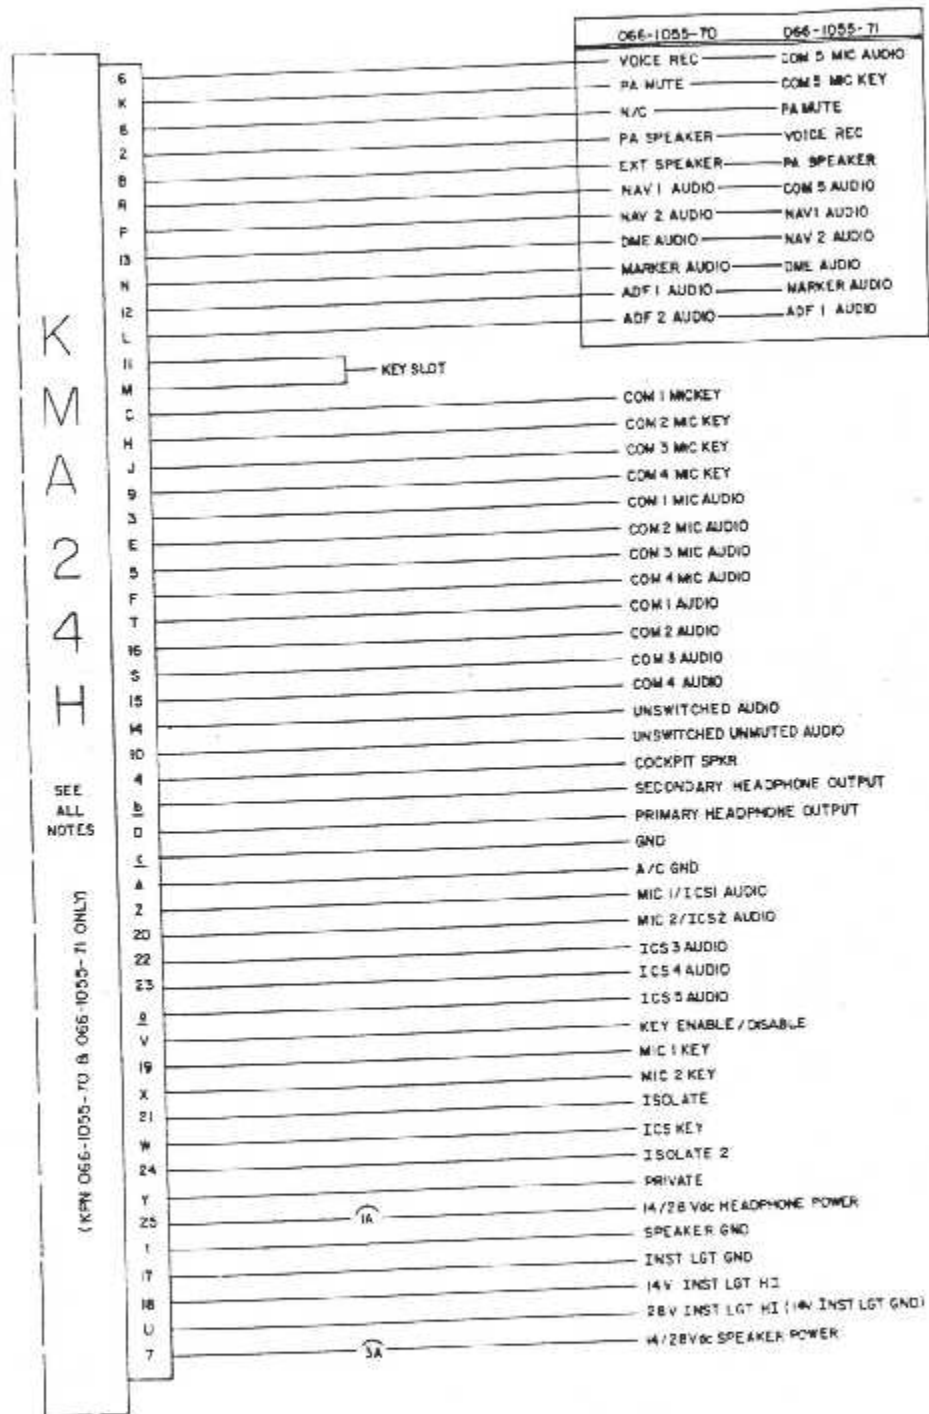 066-1055-70 066-1055-71
6 VOICE REC COM 5 MIC AUDIO
K PA MUTE COM 5 MIC KEY
N/C PA MUTE
2 PA SPEAKER VOICE REC
B EXT SPEAKER PA SPEAKER
R NAV 1 AUDIO COM 5 AUDIO
P NAV 2 AUDIO NAV 1 AUDIO
13 DME AUDIO NAV 2 AUDIO
N MARKER AUDIO DME AUDIO
12 ADF 1 AUDIO MARKER AUDIO
L ADF 2 AUDIO ADF 1 AUDIO
11 KEY SLOT
M
C COM 1 MICKEY
H COM 2 MIC KEY
J COM 3 MIC KEY
9 COM 4 MIC KEY
3 COM 1 MIC AUDIO
E COM 2 MIC AUDIO
5 COM 3 MIC AUDIO
F COM 4 MIC AUDIO
T COM 1 AUDIO
16 COM 2 AUDIO
S COM 3 AUDIO
15 COM 4 AUDIO
14 UNSWITCHED AUDIO
10 UNSWITCHED UNMUTED AUDIO
4 COCKPIT SPKR
b SECONDARY HEADPHONE OUTPUT
D PRIMARY HEADPHONE OUTPUT
c GND
A A/C GND
Z MIC 1/ICS1 AUDIO
20 MIC 2/ICS2 AUDIO
22 ICS 3 AUDIO
23 ICS 4 AUDIO
a ICS 5 AUDIO
V KEY ENABLE/DISABLE
19 MIC 1 KEY
X MIC 2 KEY
21 ISOLATE
W ICS KEY
24 ISOLATE 2
Y PRIVATE
25 1A 14/28 Vdc HEADPHONE POWER
1 SPEAKER GND
17 INST LGT GND
18 14V INST LGT HI
U 28V INST LGT HI (14V INST LGT GND)
7 3A 14/28Vdc SPEAKER POWER
KMA24H
SEE
ALL
NOTES
(KPN 066-1055-70 & 066-1055-71 ONLY)